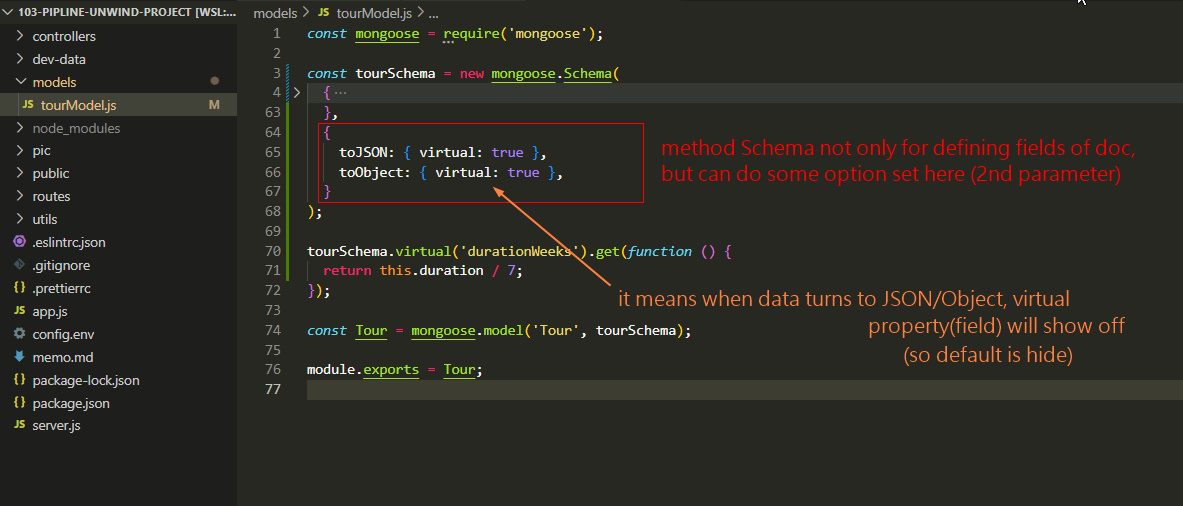 103-PIPLINE-UNWIND-PROJECT [WSL:...
controllers
dev-data
models
JS tourModel.js M
node_modules
pic
public
routes
utils
.eslintrc.json
.gitignore
{} .prettierrc
JS app.js
config.env
memo.md
{} package-lock.json
{} package.json
JS server.js
models > JS tourModel.js > ...
1 const mongoose = require('mongoose');
2
3 const tourSchema = new mongoose.Schema(
4 { ...
63 },
64 {
65 toJSON: { virtual: true },
66 toObject: { virtual: true },
67 }
68 );
69
70 tourSchema.virtual('durationWeeks').get(function () {
71 return this.duration / 7;
72 });
73
74 const Tour = mongoose.model('Tour', tourSchema);
75
76 module.exports = Tour;
77
method Schema not only for defining fields of doc,
but can do some option set here (2nd parameter)
it means when data turns to JSON/Object, virtual
property(field) will show off
(so default is hide)